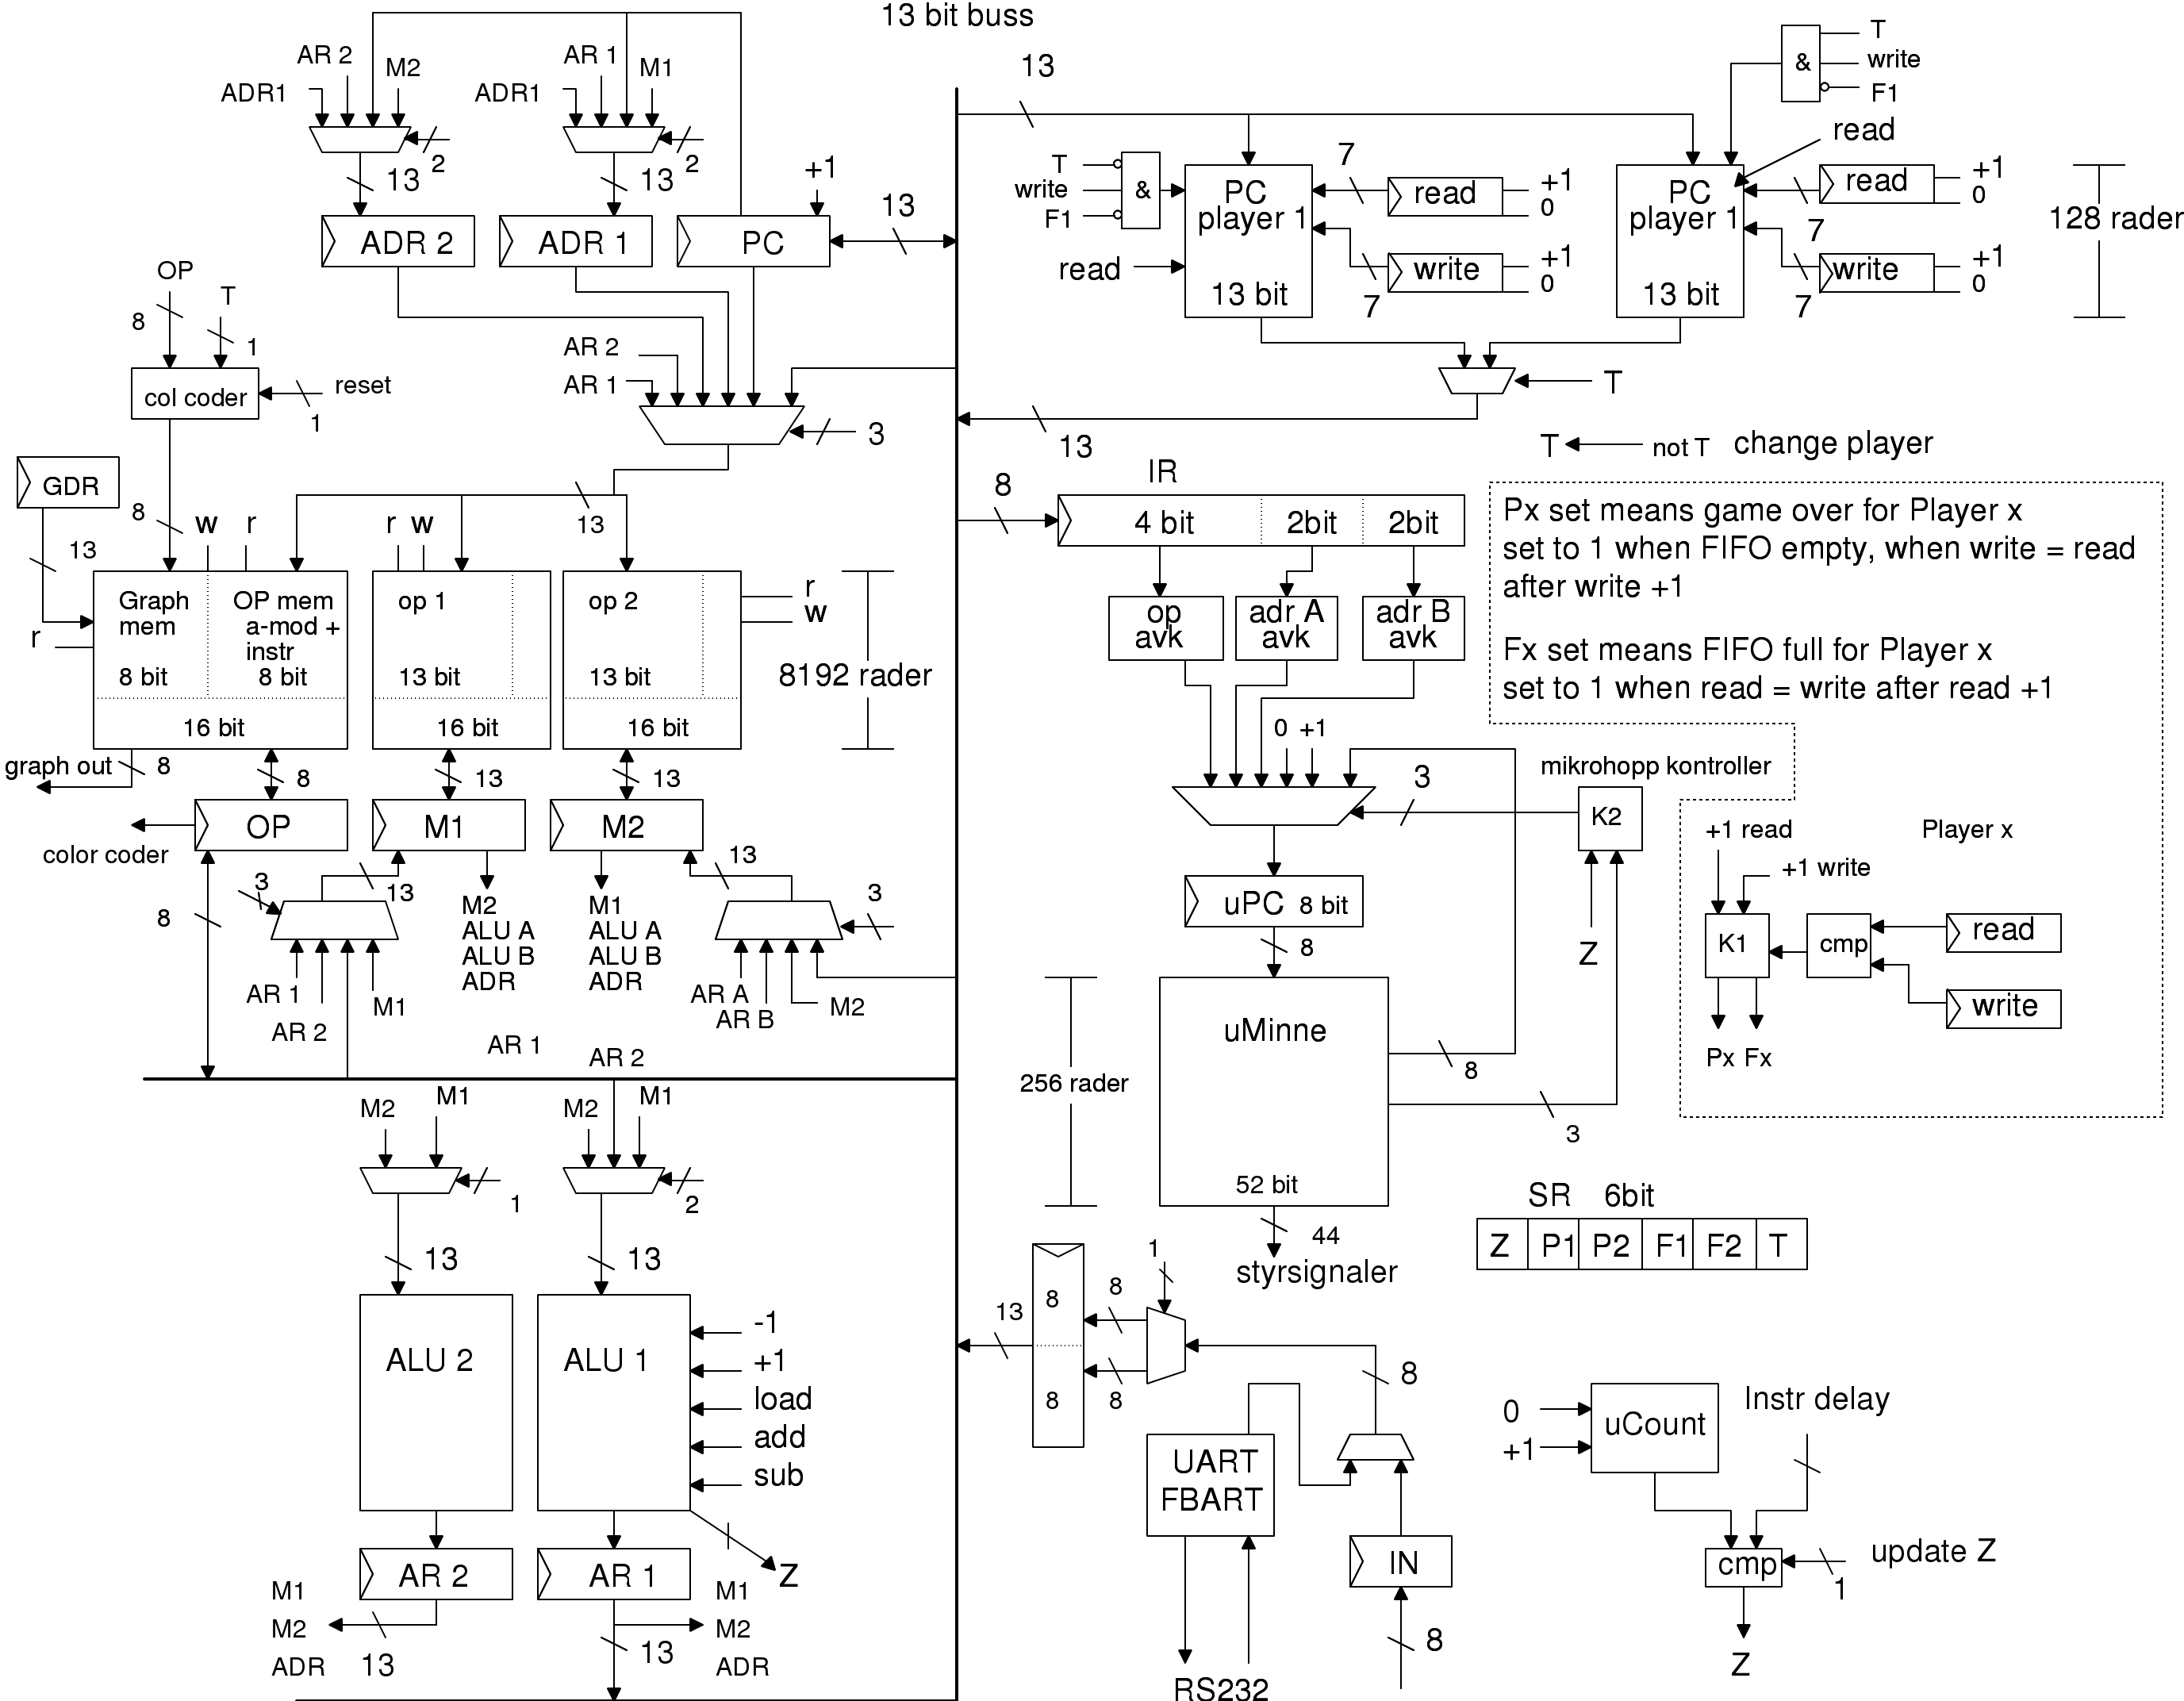 13 bit buss
AR 2
M2
ADR1
2
13
AR 1
M1
ADR1
2
13
+1
13
ADR 2
ADR 1
PC
OP
8
T
1
col coder
reset
1
AR 2
AR 1
3
GDR
13
8
w
r
r
w
13
r
Graph
mem
8 bit
OP mem
a-mod +
instr
8 bit
16 bit
op 1
13 bit
16 bit
op 2
13 bit
16 bit
r
w
8192 rader
graph out
8
8
13
13
OP
M1
M2
color coder
8
3
13
M2
ALU A
ALU B
ADR
M1
ALU A
ALU B
ADR
13
3
AR 1
AR 2
M1
AR A
AR B
M2
AR 1
AR 2
M2
M1
1
13
M2
M1
2
13
ALU 2
ALU 1
-1
+1
load
add
sub
Z
AR 2
AR 1
M1
M2
ADR
13
13
M1
M2
ADR
13
T
write
F1
&
read
PC
player 1
13 bit
7
read
+1
0
7
write
+1
0
&
T
write
F1
read
PC
player 1
13 bit
7
read
+1
0
7
write
+1
0
128 rader
T
13
T
not T
change player
8
IR
4 bit
2bit
2bit
op
avk
adr A
avk
adr B
avk
0
+1
3
mikrohopp kontroller
K2
Z
uPC 8 bit
8
uMinne
52 bit
256 rader
8
3
44
styrsignaler
Px set means game over for Player x
set to 1 when FIFO empty, when write = read
after write +1
Fx set means FIFO full for Player x
set to 1 when read = write after read +1
+1 read
Player x
+1 write
K1
cmp
read
write
Px
Fx
SR 6bit
Z P1 P2 F1 F2 T
13
8
8
8
8
1
8
UART
FBART
RS232
IN
8
0
+1
uCount
Instr delay
cmp
update Z
1
Z